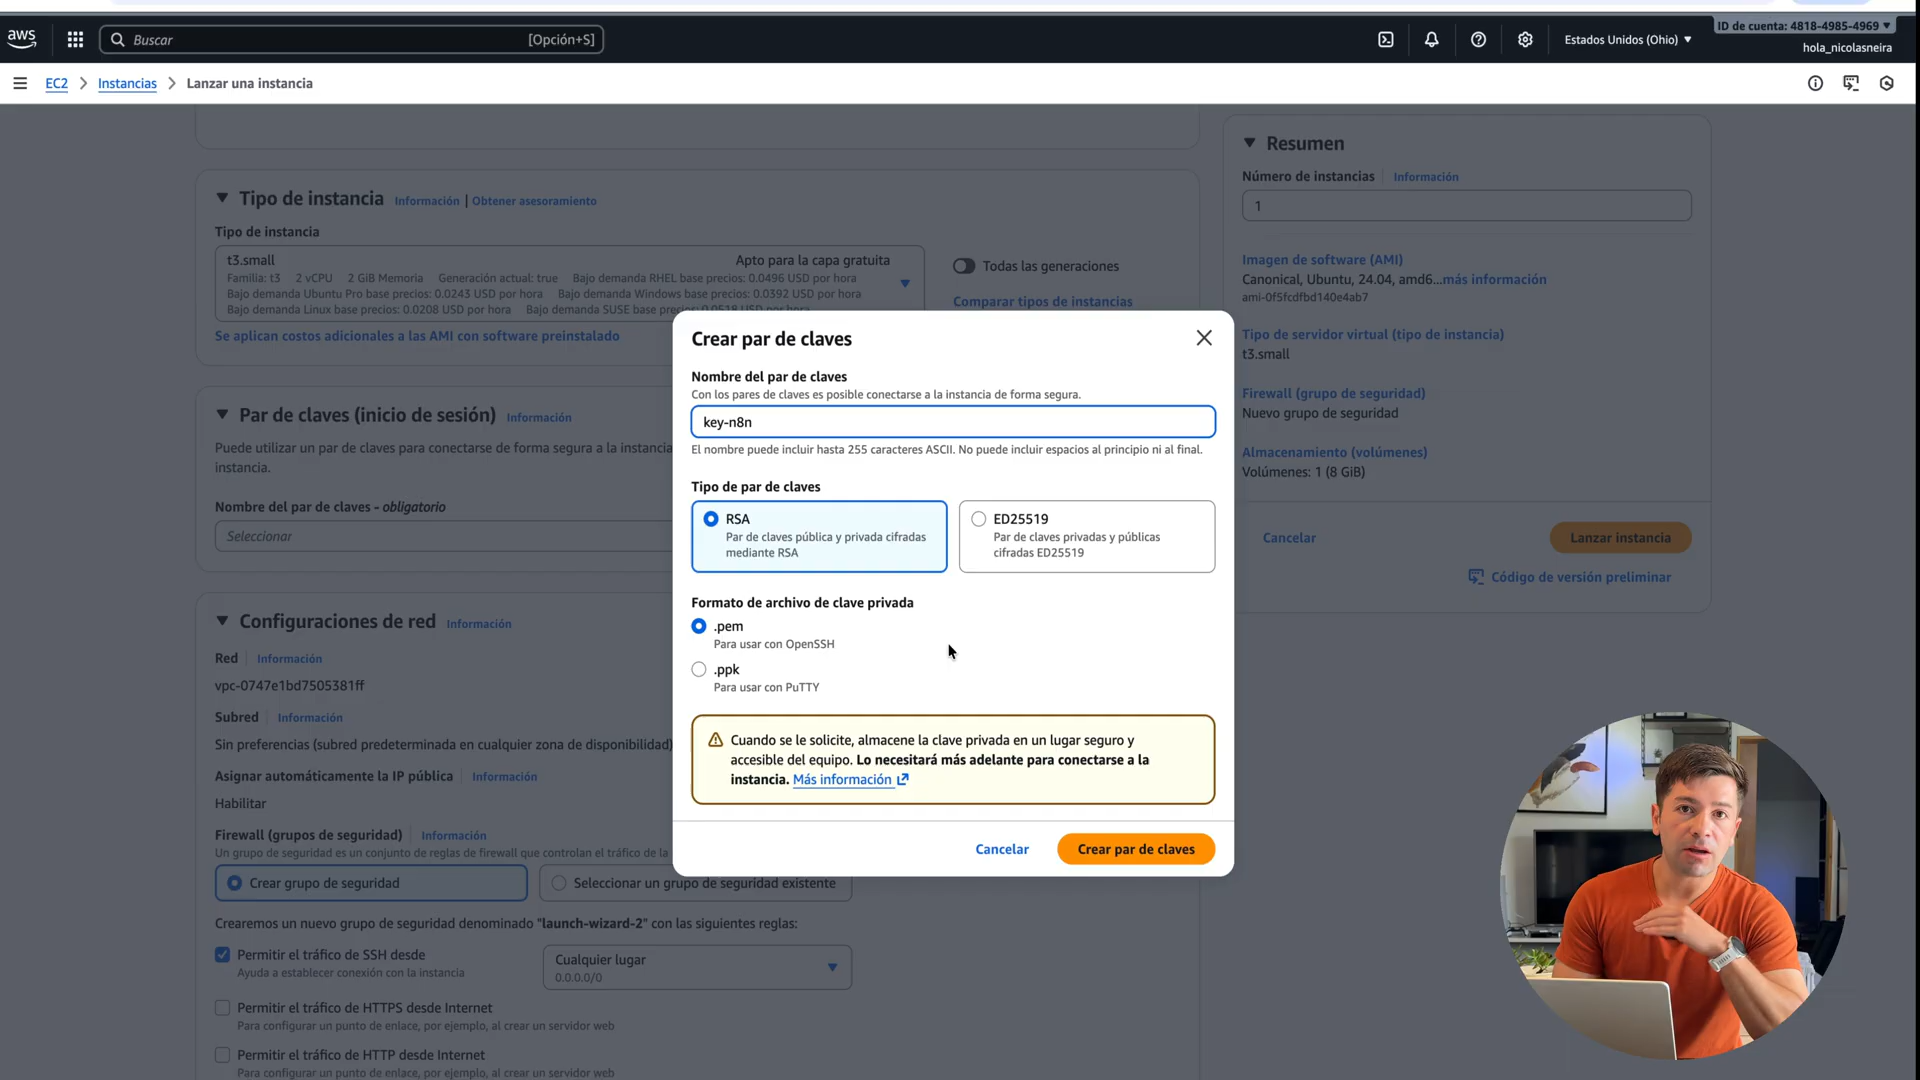 aws
Buscar
[Opción+S]
Estados Unidos (Ohio)
ID de cuenta: 4818-4985-4969
hola_nicolasneira
EC2
Instancias
Lanzar una instancia
Tipo de instancia
Información | Obtener asesoramiento
Tipo de instancia
t3.small
Apto para la capa gratuita
Familia: t3 2 vCPU 2 GiB Memoria Generación actual: true Bajo demanda RHEL base precios: 0.0496 USD por hora
Bajo demanda Ubuntu Pro base precios: 0.0243 USD por hora Bajo demanda Windows base precios: 0.0392 USD por hora
Bajo demanda Linux base precios: 0.0208 USD por hora Bajo demanda SUSE base precios: 0.0518 USD por hora
Todas las generaciones
Comparar tipos de instancias
Se aplican costos adicionales a las AMI con software preinstalado
Par de claves (inicio de sesión)
Información
Puede utilizar un par de claves para conectarse de forma segura a la instancia
instancia.
Nombre del par de claves - obligatorio
Seleccionar
Configuraciones de red
Información
Red
Información
vpc-0747e1bd7505381ff
Subred
Información
Sin preferencias (subred predeterminada en cualquier zona de disponibilidad)
Asignar automáticamente la IP pública
Información
Habilitar
Firewall (grupos de seguridad)
Información
Un grupo de seguridad es un conjunto de reglas de firewall que controlan el tráfico de la
Crear grupo de seguridad
Seleccionar un grupo de seguridad existente
Crearemos un nuevo grupo de seguridad denominado "launch-wizard-2" con las siguientes reglas:
Permitir el tráfico de SSH desde
Ayuda a establecer conexión con la instancia
Cualquier lugar
0.0.0.0/0
Permitir el tráfico de HTTPS desde Internet
Para configurar un punto de enlace, por ejemplo, al crear un servidor web
Permitir el tráfico de HTTP desde Internet
Para configurar un punto de enlace, por ejemplo, al crear un servidor web
Crear par de claves
Nombre del par de claves
Con los pares de claves es posible conectarse a la instancia de forma segura.
key-n8n
El nombre puede incluir hasta 255 caracteres ASCII. No puede incluir espacios al principio ni al final.
Tipo de par de claves
RSA
Par de claves pública y privada cifradas
mediante RSA
ED25519
Par de claves privadas y públicas
cifradas ED25519
Formato de archivo de clave privada
.pem
Para usar con OpenSSH
.ppk
Para usar con PuTTY
Cuando se le solicite, almacene la clave privada en un lugar seguro y
accesible del equipo. Lo necesitará más adelante para conectarse a la
instancia. Más información
Cancelar
Crear par de claves
Resumen
Número de instancias
Información
1
Imagen de software (AMI)
Canonical, Ubuntu, 24.04, amd6...más información
ami-0f5fcdfbd140e4ab7
Tipo de servidor virtual (tipo de instancia)
t3.small
Firewall (grupo de seguridad)
Nuevo grupo de seguridad
Almacenamiento (volúmenes)
Volúmenes: 1 (8 GiB)
Cancelar
Lanzar instancia
Código de versión preliminar